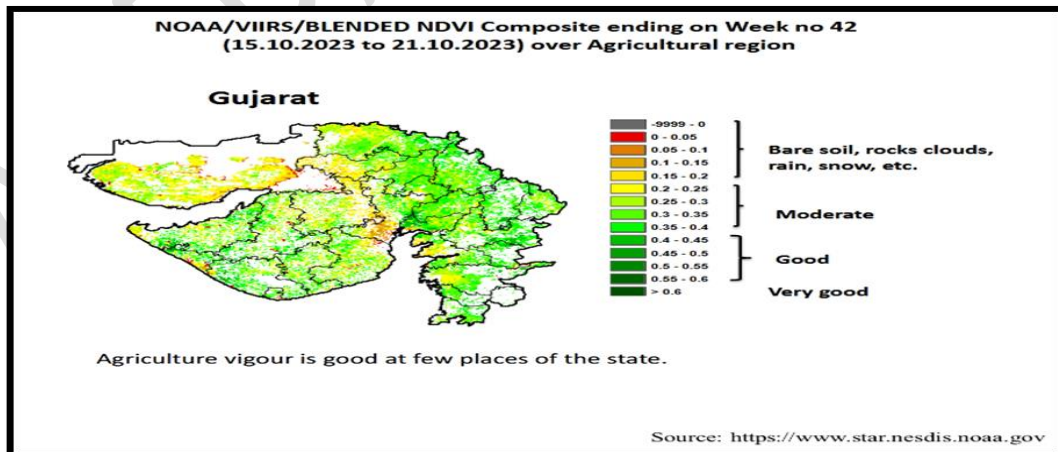 NOAA/VIIRS/BLENDED NDVI Composite ending on Week no 42
(15.10.2023 to 21.10.2023) over Agricultural region
Gujarat
-9999 - 0
0 - 0.05
0.05 - 0.1
0.1 - 0.15
0.15 - 0.2
0.2 - 0.25
0.25 - 0.3
0.3 - 0.35
0.35 - 0.4
0.4 - 0.45
0.45 - 0.5
0.5 - 0.55
0.55 - 0.6
> 0.6
Bare soil, rocks clouds,
rain, snow, etc.
Moderate
Good
Very good
Agriculture vigour is good at few places of the state.
Source: https://www.star.nesdis.noaa.gov